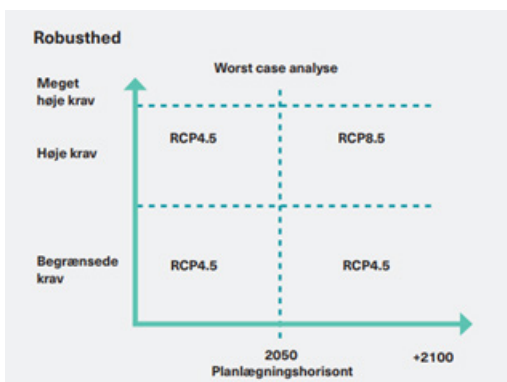 Robusthed
Worst case analyse
Meget
høje krav
RCP4.5
RCP8.5
Høje krav
Begrænsede
krav
RCP4.5
RCP4.5
2050
+2100
Planlægningshorisont